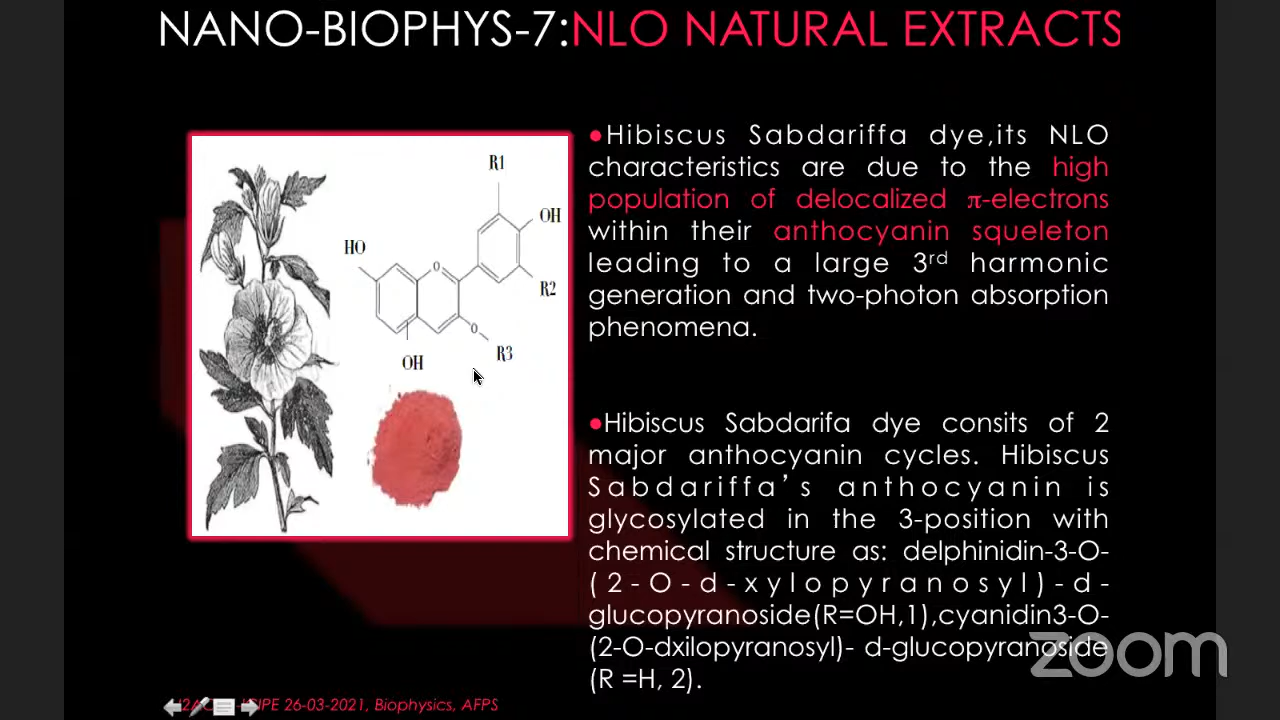 NANO-BIOPHYS-7:NLO NATURAL EXTRACTS
R1
OH
HO
O
R2
O
R3
OH
●Hibiscus Sabdariffa dye,its NLO
characteristics are due to the high
population of delocalized π-electrons
within their anthocyanin squeleton
leading to a large 3rd harmonic
generation and two-photon absorption
phenomena.
●Hibiscus Sabdarifa dye consits of 2
major anthocyanin cycles. Hibiscus
Sabdariffa's anthocyanin is
glycosylated in the 3-position with
chemical structure as: delphinidin-3-O-
(2-O-d-xylopyranosyl)-d-
glucopyranoside(R=OH,1),cyanidin3-O-
(2-O-dxilopyranosyl)- d-glucopyranoside
(R =H, 2).
zoom
26-03-2021, Biophysics, AFPS